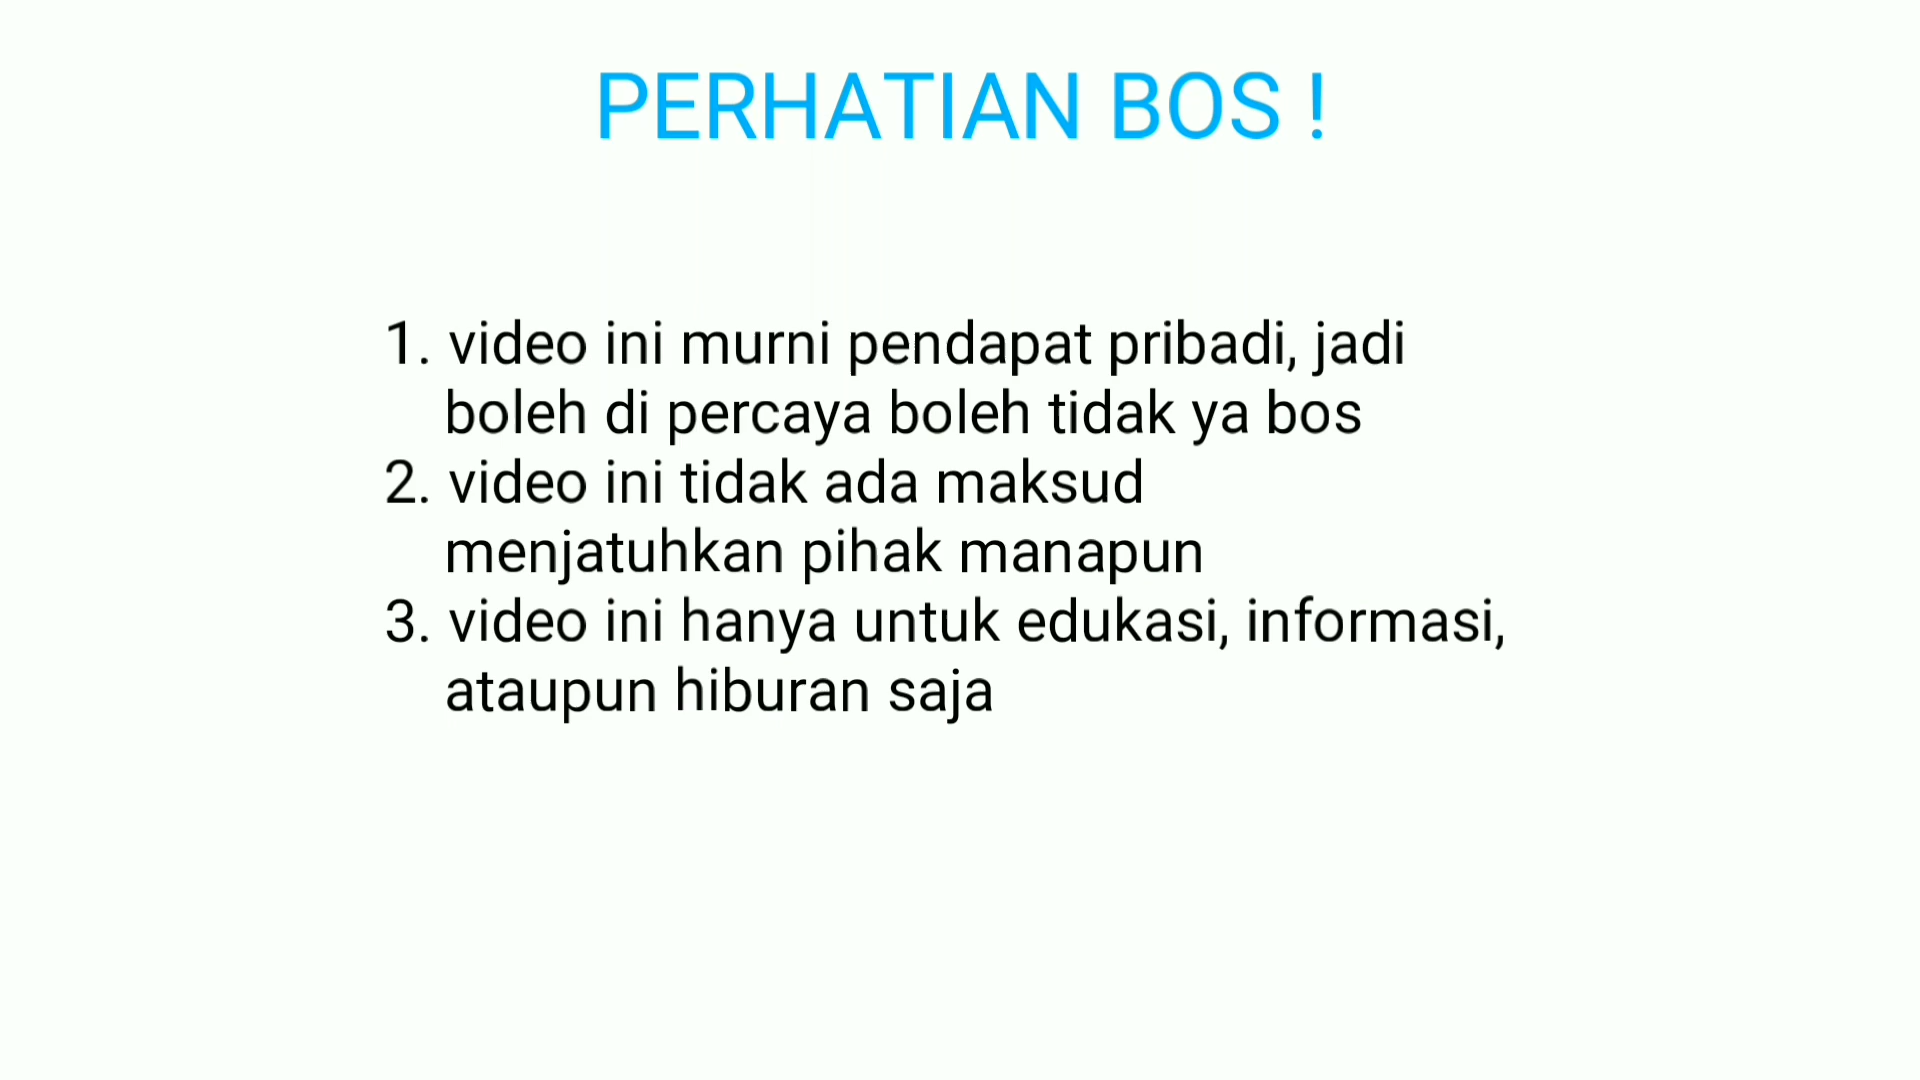 PERHATIAN BOS !
1. video ini murni pendapat pribadi, jadi
boleh di percaya boleh tidak ya bos
2. video ini tidak ada maksud
menjatuhkan pihak manapun
3. video ini hanya untuk edukasi, informasi,
ataupun hiburan saja